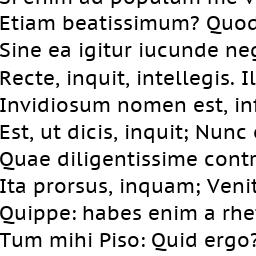 Si enim ad populum me v
Etiam beatissimum? Quod
Sine ea igitur iucunde neg
Recte, inquit, intellegis. Il
Invidiosum nomen est, inf
Est, ut dicis, inquit; Nunc
Quae diligentissime contr
Ita prorsus, inquam; Venit
Quippe: habes enim a rhet
Tum mihi Piso: Quid ergo?